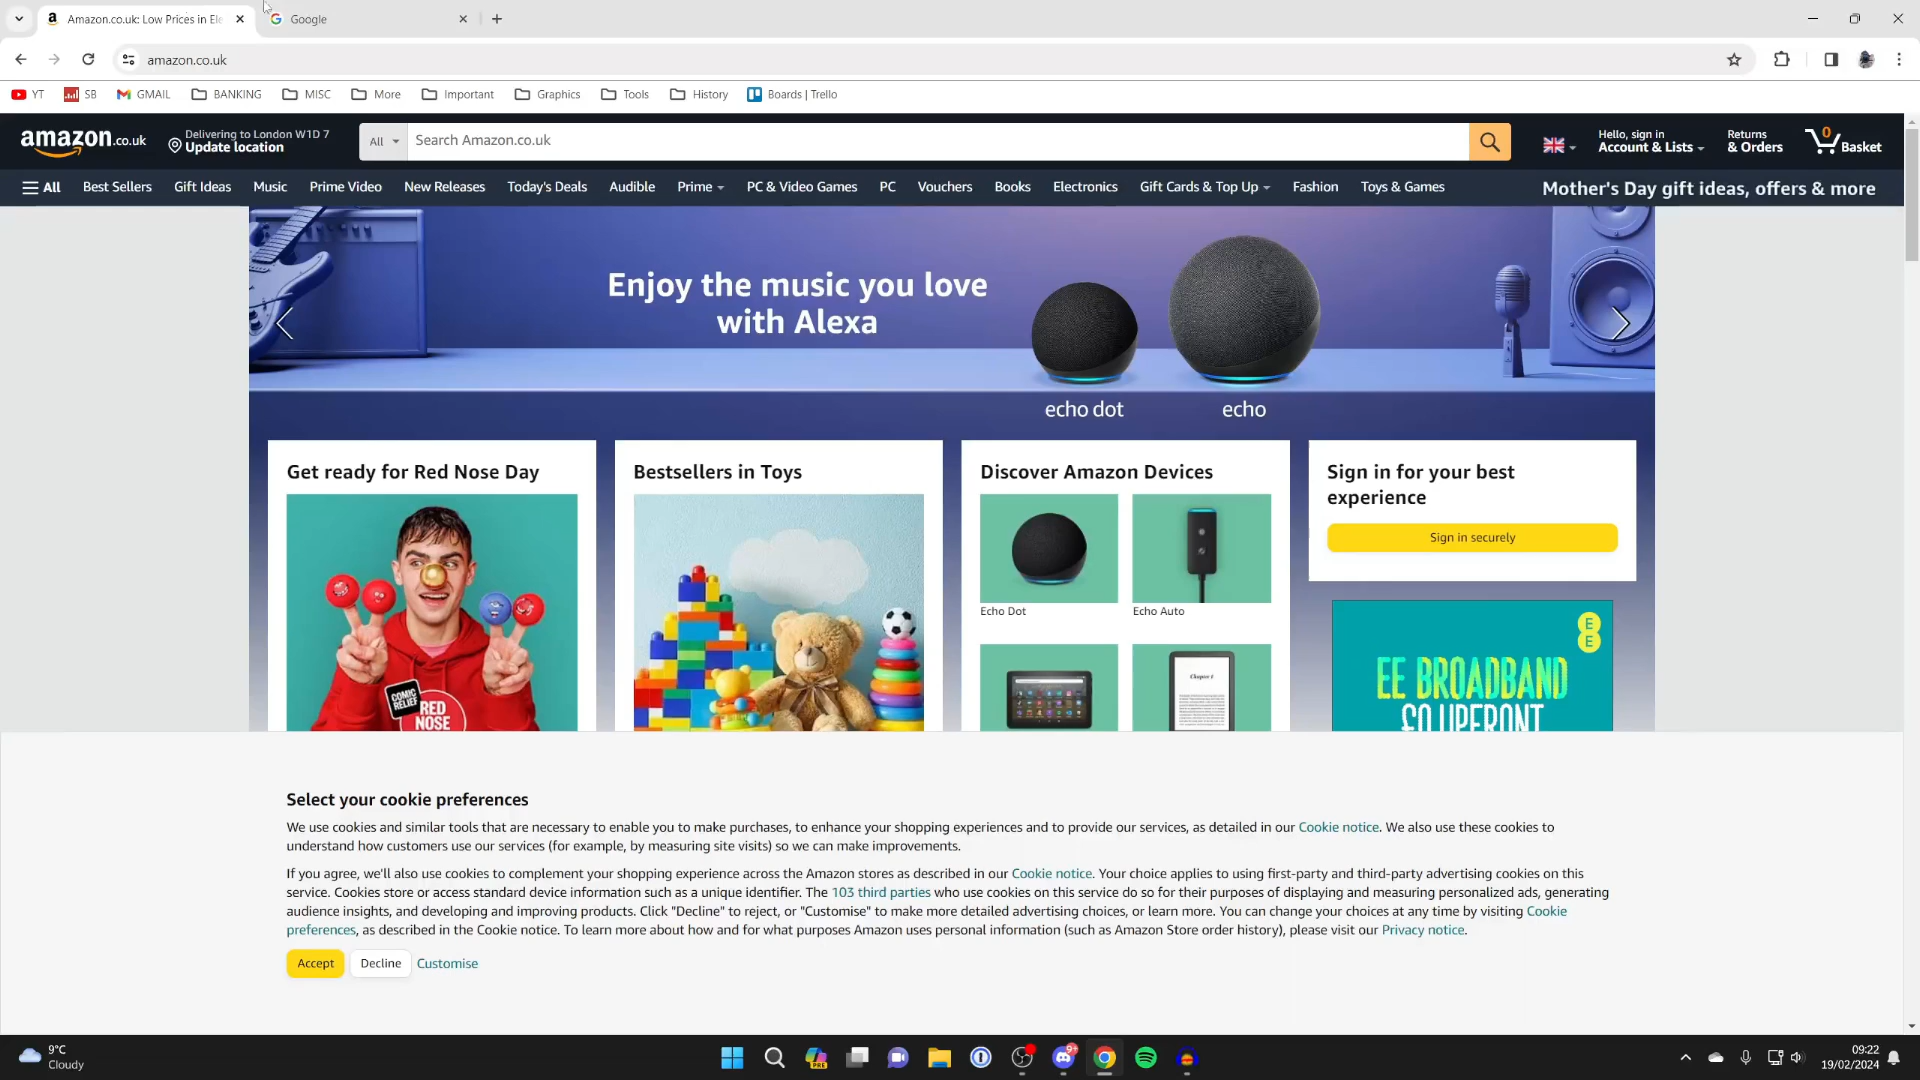 Amazon.co.uk: Low Prices in Ele
Google
amazon.co.uk
YT
SB
GMAIL
BANKING
MISC
More
Important
Graphics
Tools
History
Boards | Trello
amazon.co.uk
Delivering to London W1D 7
Update location
All
Search Amazon.co.uk
Hello, sign in
Account & Lists
Returns
& Orders
0
Basket
All
Best Sellers
Gift Ideas
Music
Prime Video
New Releases
Today's Deals
Audible
Prime
PC & Video Games
PC
Vouchers
Books
Electronics
Gift Cards & Top Up
Fashion
Toys & Games
Mother's Day gift ideas, offers & more
Enjoy the music you love
with Alexa
echo dot
echo
Get ready for Red Nose Day
COMIC
RELIEF
RED
NOSE
Bestsellers in Toys
Discover Amazon Devices
Echo Dot
Echo Auto
Chapter 6
Sign in for your best
experience
Sign in securely
E
E
EE BROADBAND
£0 UPFRONT
Select your cookie preferences
We use cookies and similar tools that are necessary to enable you to make purchases, to enhance your shopping experiences and to provide our services, as detailed in our Cookie notice. We also use these cookies to
understand how customers use our services (for example, by measuring site visits) so we can make improvements.
If you agree, we'll also use cookies to complement your shopping experience across the Amazon stores as described in our Cookie notice. Your choice applies to using first-party and third-party advertising cookies on this
service. Cookies store or access standard device information such as a unique identifier. The 103 third parties who use cookies on this service do so for their purposes of displaying and measuring personalized ads, generating
audience insights, and developing and improving products. Click "Decline" to reject, or "Customise" to make more detailed advertising choices, or learn more. You can change your choices at any time by visiting Cookie
preferences, as described in the Cookie notice. To learn more about how and for what purposes Amazon uses personal information (such as Amazon Store order history), please visit our Privacy notice.
Accept
Decline
Customise
9°C
Cloudy
PRE
9+
09:22
19/02/2024